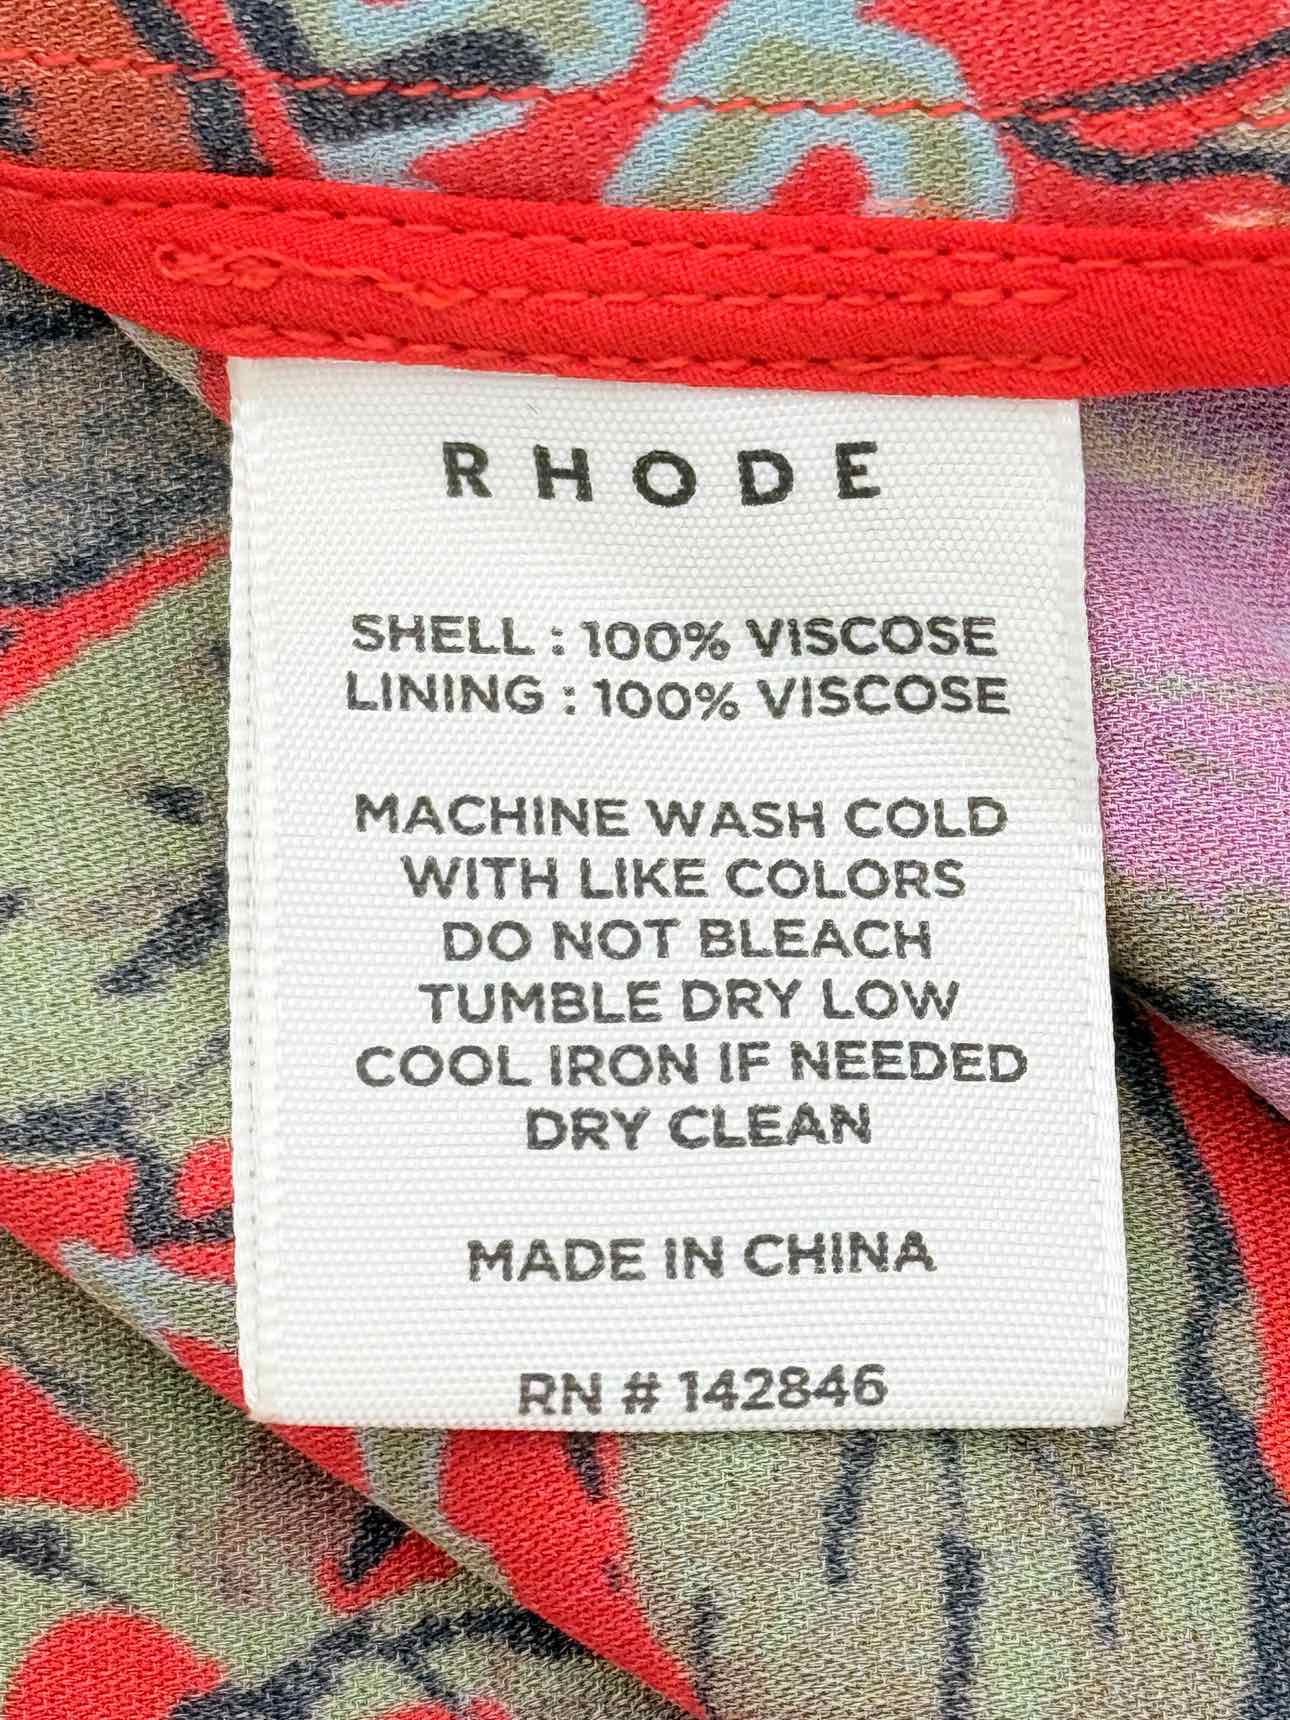 RHODE
SHELL : 100% VISCOSE
LINING : 100% VISCOSE
MACHINE WASH COLD
WITH LIKE COLORS
DO NOT BLEACH
TUMBLE DRY LOW
COOL IRON IF NEEDED
DRY CLEAN
MADE IN CHINA
RN # 142846